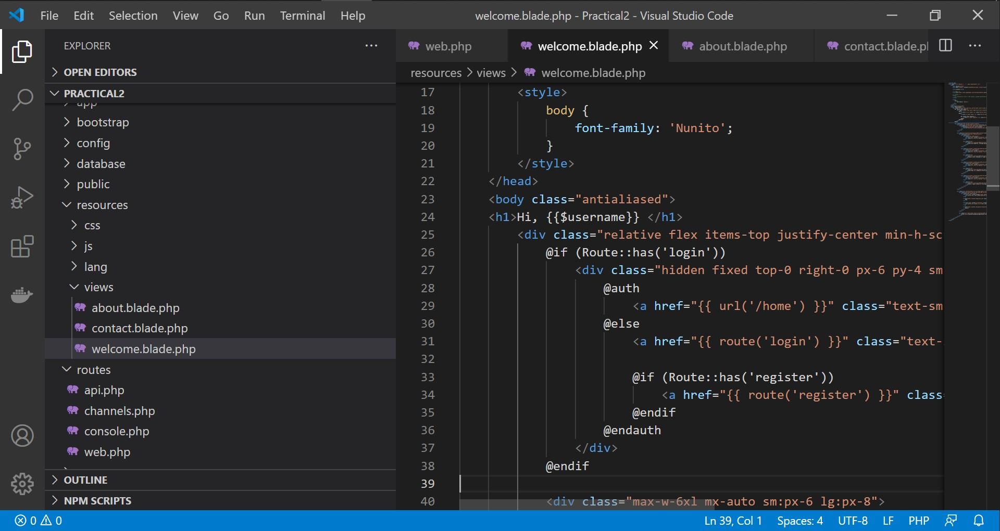 File Edit Selection View Go Run Terminal Help welcome.blade.php - Practical2 - Visual Studio Code
EXPLORER
OPEN EDITORS
PRACTICAL2
app
bootstrap
config
database
public
resources
css
js
lang
views
about.blade.php
contact.blade.php
welcome.blade.php
routes
api.php
channels.php
console.php
web.php
OUTLINE
NPM SCRIPTS
web.php welcome.blade.php about.blade.php contact.blade.pl
resources > views > welcome.blade.php
17 <style>
18 body {
19 font-family: 'Nunito';
20 }
21 </style>
22 </head>
23 <body class="antialiased">
24 <h1>Hi, {{$username}} </h1>
25 <div class="relative flex items-top justify-center min-h-sc
26 @if (Route::has('login'))
27 <div class="hidden fixed top-0 right-0 px-6 py-4 sm
28 @auth
29 <a href="{{ url('/home') }}" class="text-sm
30 @else
31 <a href="{{ route('login') }}" class="text-
32
33 @if (Route::has('register'))
34 <a href="{{ route('register') }}" class=
35 @endif
36 @endauth
37 </div>
38 @endif
39
40 <div class="max-w-6xl mx-auto sm:px-6 lg:px-8">
0 0 Ln 39, Col 1 Spaces: 4 UTF-8 LF PHP